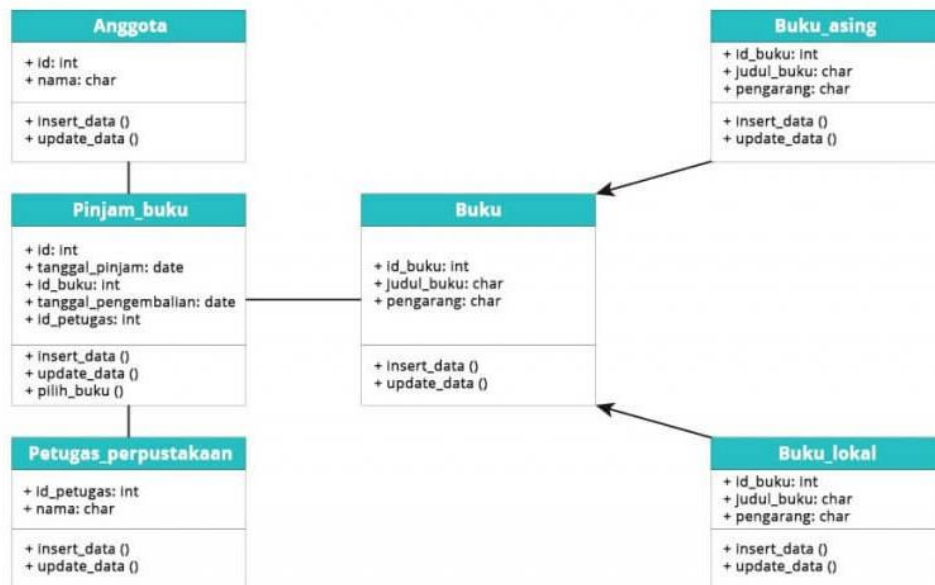 Anggota
+ id: int
+ nama: char
+ insert_data ()
+ update_data ()
Pinjam_buku
+ id: int
+ tanggal_pinjam: date
+ id_buku: int
+ tanggal_pengembalian: date
+ id_petugas: int
+ insert_data ()
+ update_data ()
+ pilih_buku ()
Petugas_perpustakaan
+ id_petugas: int
+ nama: char
+ insert_data ()
+ update_data ()
Buku
+ id_buku: int
+ judul_buku: char
+ pengarang: char
+ insert_data ()
+ update_data ()
Buku_asing
+ id_buku: int
+ judul_buku: char
+ pengarang: char
+ insert_data ()
+ update_data ()
Buku_lokal
+ id_buku: int
+ judul_buku: char
+ pengarang: char
+ insert_data ()
+ update_data ()